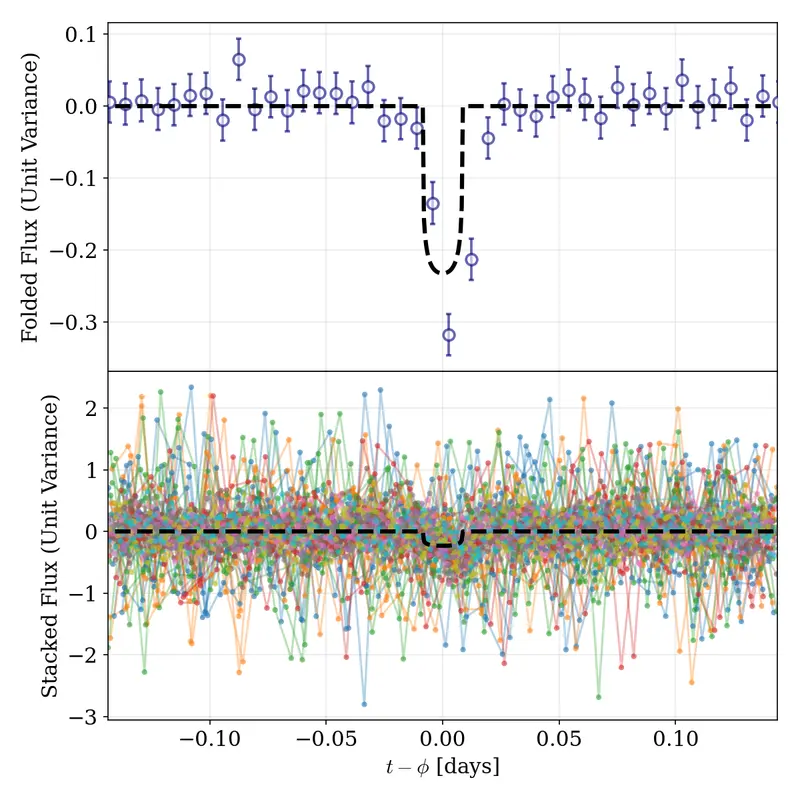 Folded Flux (Unit Variance)
0.1
0.0
−0.1
−0.2
−0.3
Stacked Flux (Unit Variance)
2
1
0
−1
−2
−3
−0.10 −0.05 0.00 0.05 0.10
t − ϕ [days]